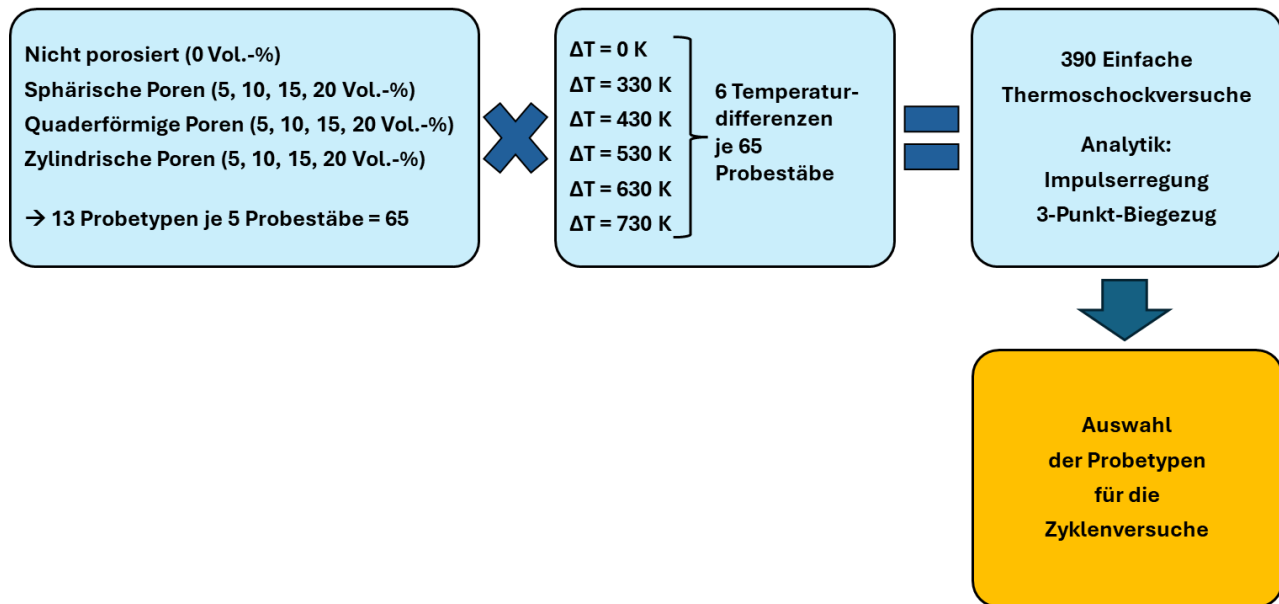 Nicht porosiert (0 Vol.-%)
Sphärische Poren (5, 10, 15, 20 Vol.-%)
Quaderförmige Poren (5, 10, 15, 20 Vol.-%)
Zylindrische Poren (5, 10, 15, 20 Vol.-%)
→ 13 Probetypen je 5 Probestäbe = 65
ΔT = 0 K
ΔT = 330 K
ΔT = 430 K
ΔT = 530 K
ΔT = 630 K
ΔT = 730 K
6 Temperatur-
differenzen
je 65
Probestäbe
390 Einfache
Thermoschockversuche
Analytik:
Impulserregung
3-Punkt-Biegezug
Auswahl
der Probetypen
für die
Zyklenversuche